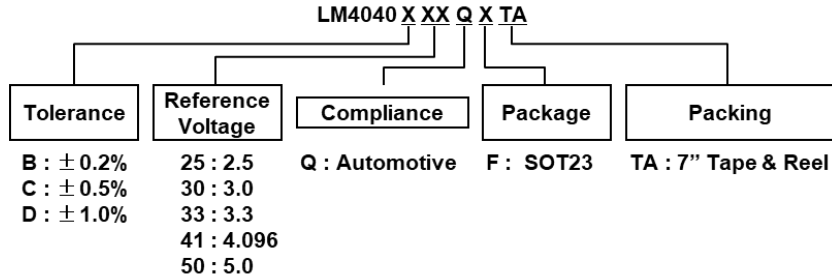 LM4040 X XX Q X TA
Tolerance
B : ± 0.2%
C : ± 0.5%
D : ± 1.0%
Reference
Voltage
25 : 2.5
30 : 3.0
33 : 3.3
41 : 4.096
50 : 5.0
Compliance
Q : Automotive
Package
F : SOT23
Packing
TA : 7” Tape & Reel